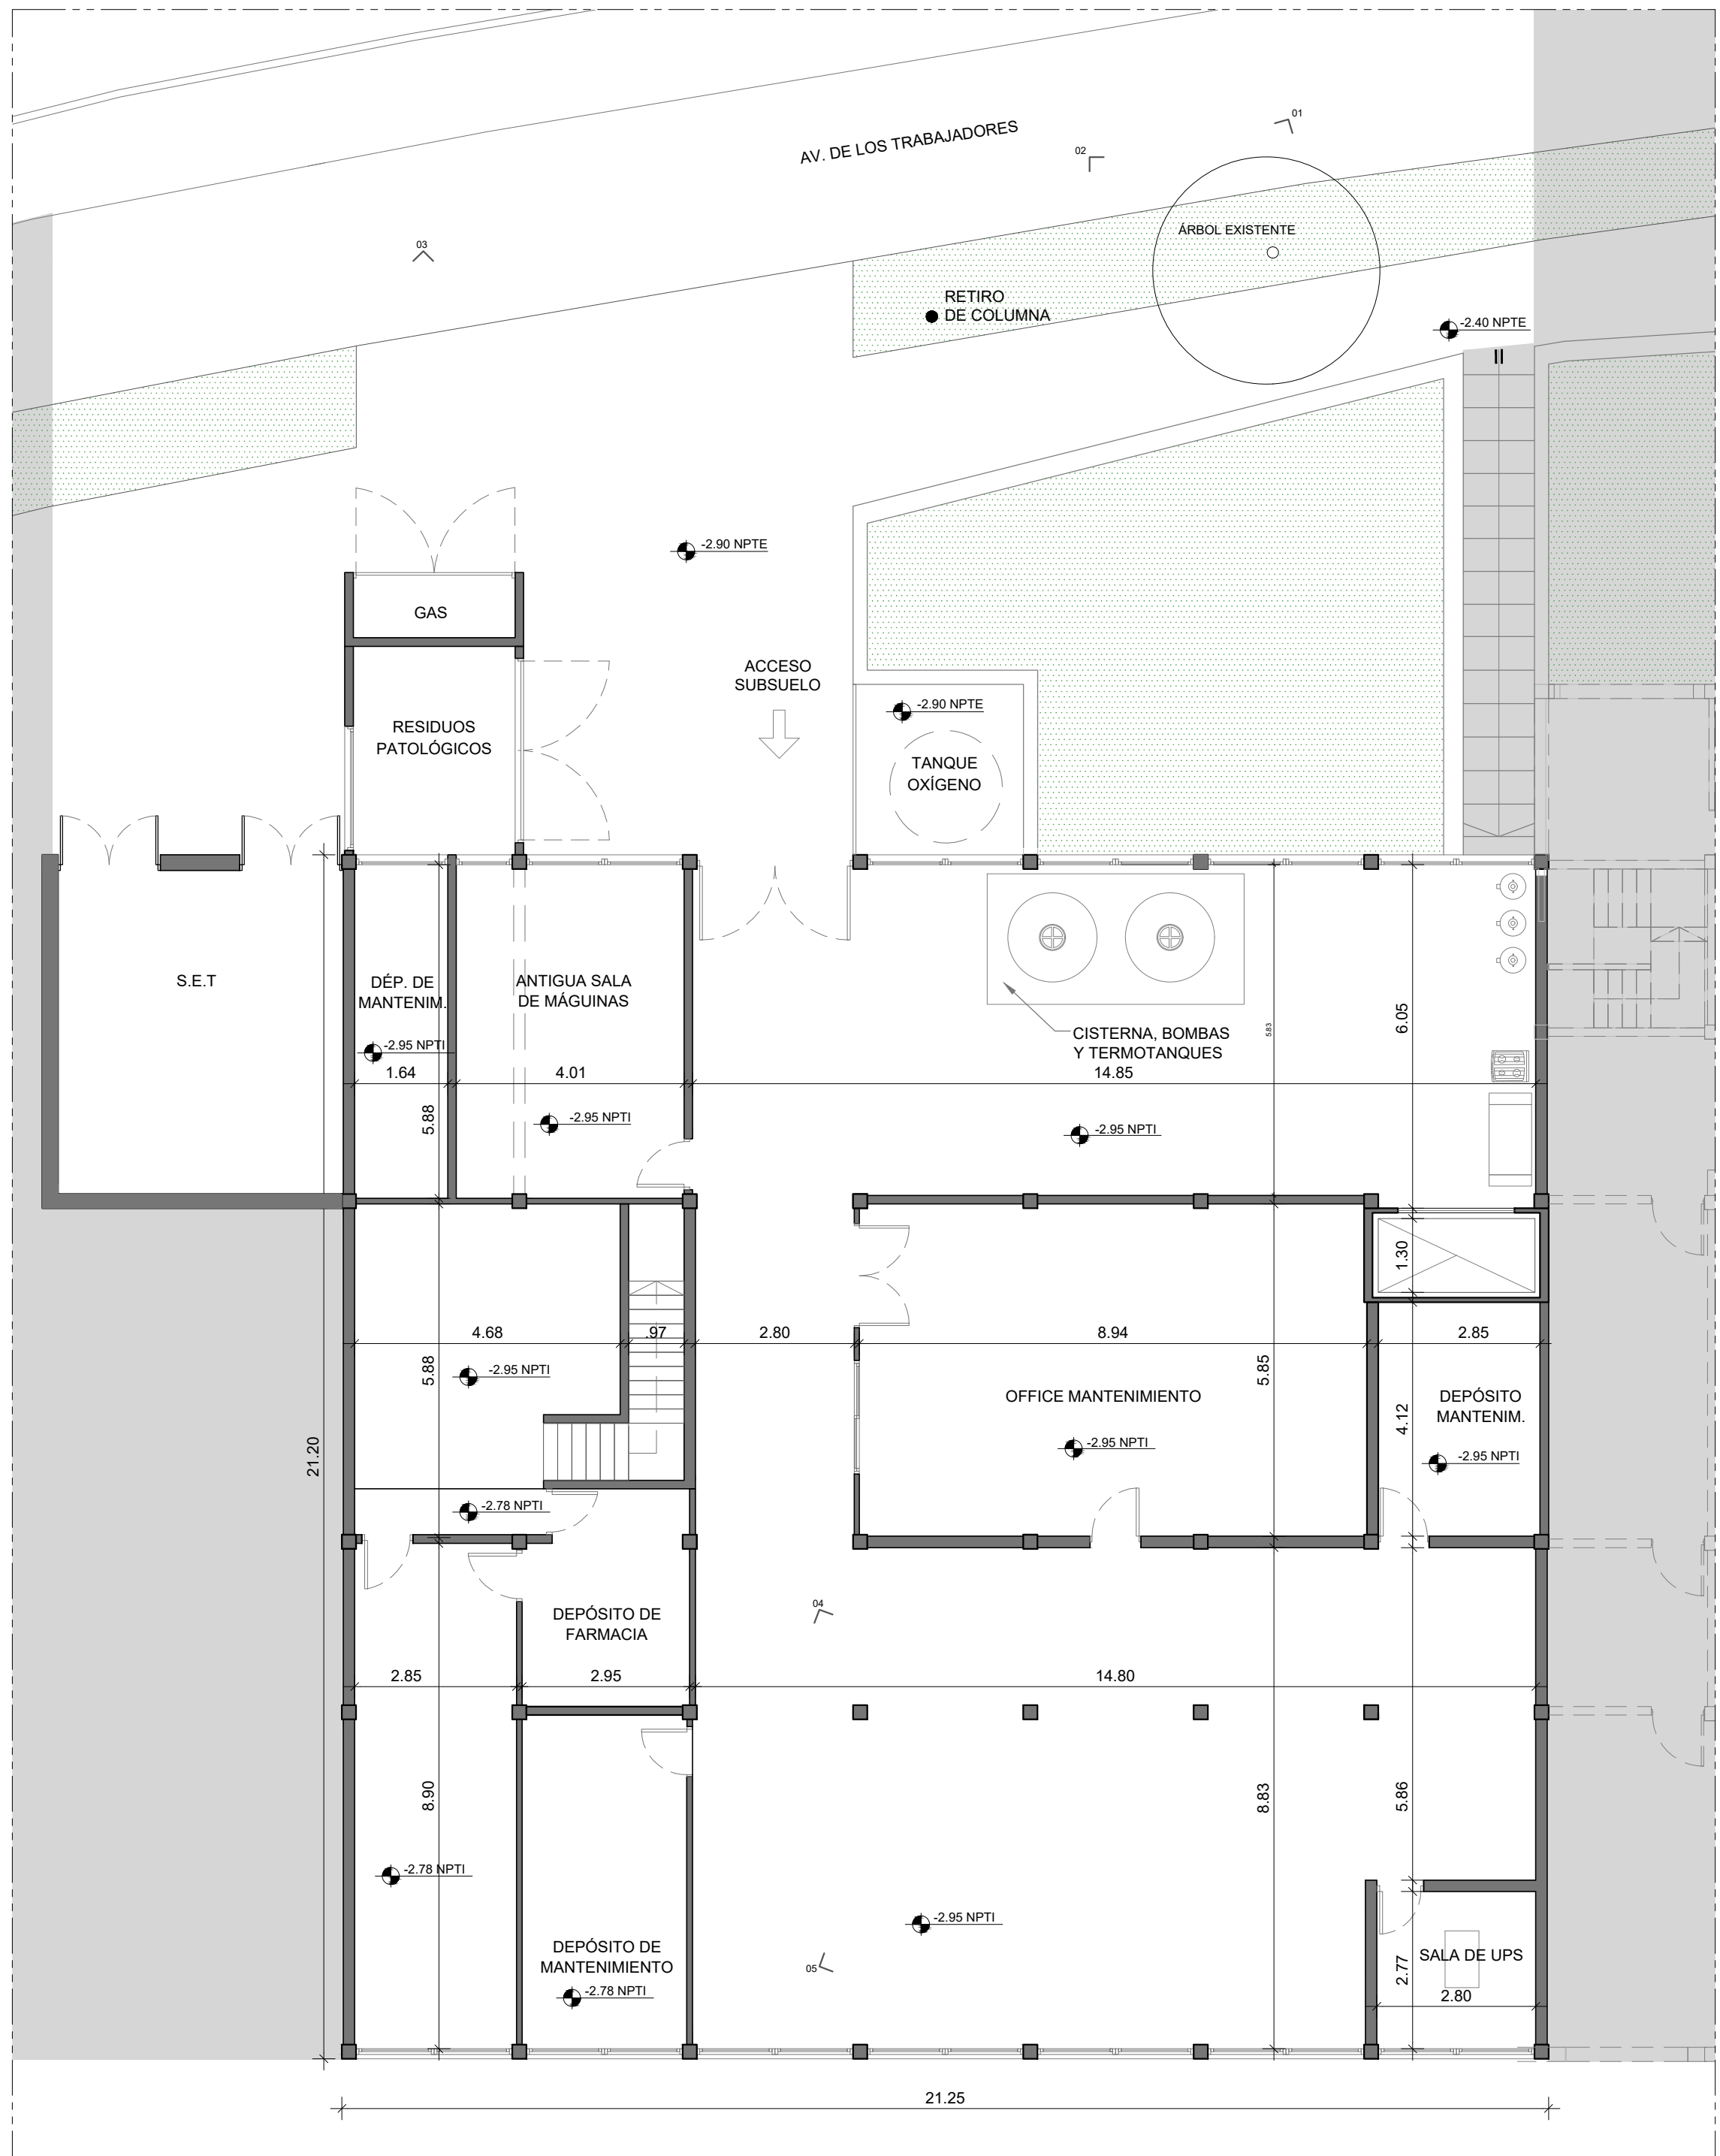 01
AV. DE LOS TRABAJADORES
02
ÁRBOL EXISTENTE
03
RETIRO
DE COLUMNA
-2.40 NPTE
-2.90 NPTE
GAS
ACCESO
SUBSUELO
-2.90 NPTE
RESIDUOS
PATOLÓGICOS
TANQUE
OXÍGENO
S.E.T
DÉP. DE
MANTENIM.
-2.95 NPTI
ANTIGUA SALA
DE MÁGUINAS
CISTERNA, BOMBAS
Y TERMOTANQUES
5.83
6.05
1.64
4.01
14.85
5.88
-2.95 NPTI
-2.95 NPTI
1.30
4.68
.97
2.80
8.94
2.85
5.88
-2.95 NPTI
5.85
OFFICE MANTENIMIENTO
-2.95 NPTI
DEPÓSITO
MANTENIM.
4.12
-2.95 NPTI
21.20
-2.78 NPTI
04
DEPÓSITO DE
FARMACIA
2.85
2.95
14.80
8.90
8.83
5.86
-2.78 NPTI
-2.95 NPTI
DEPÓSITO DE
MANTENIMIENTO
-2.78 NPTI
05
SALA DE UPS
2.77
2.80
21.25